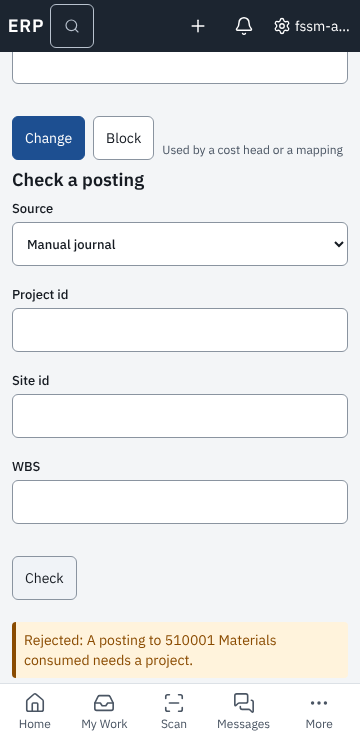 ERP
fssm-a...
Change
Block
Used by a cost head or a mapping
Check a posting
Source
Manual journal
Project id
Site id
WBS
Check
Rejected: A posting to 510001 Materials
consumed needs a project.
Home
My Work
Scan
Messages
More